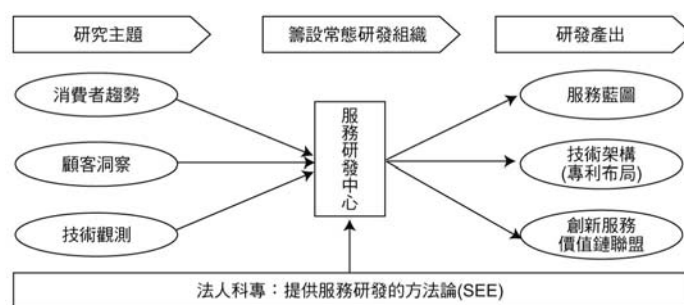 研究主題
籌設常態研發組織
研發產出
消費者趨勢
顧客洞察
技術觀測
服務研發中心
服務藍圖
技術架構
(專利布局)
創新服務
價值鏈聯盟
法人科專：提供服務研發的方法論(SEE)